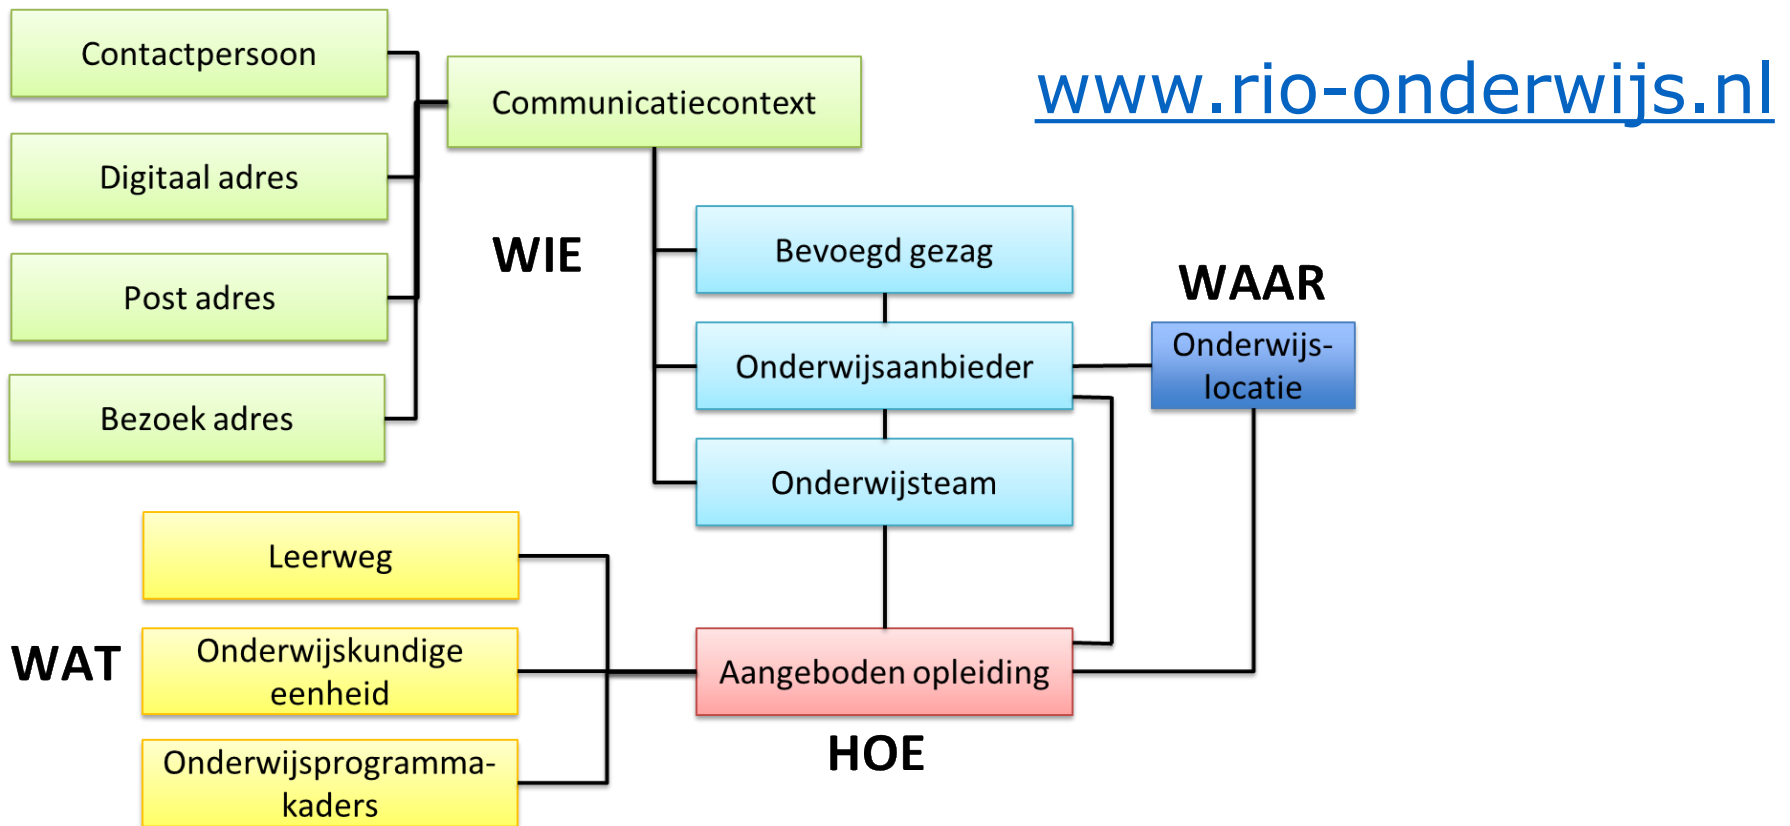 Contactpersoon
Communicatiecontext
www.rio-onderwijs.nl
Digitaal adres
Post adres
Bezoek adres
WIE
Bevoegd gezag
WAAR
Onderwijsaanbieder
Onderwijs-
locatie
Onderwijsteam
Leerweg
WAT
Onderwijskundige
eenheid
Aangeboden opleiding
HOE
Onderwijsprogramma-
kaders